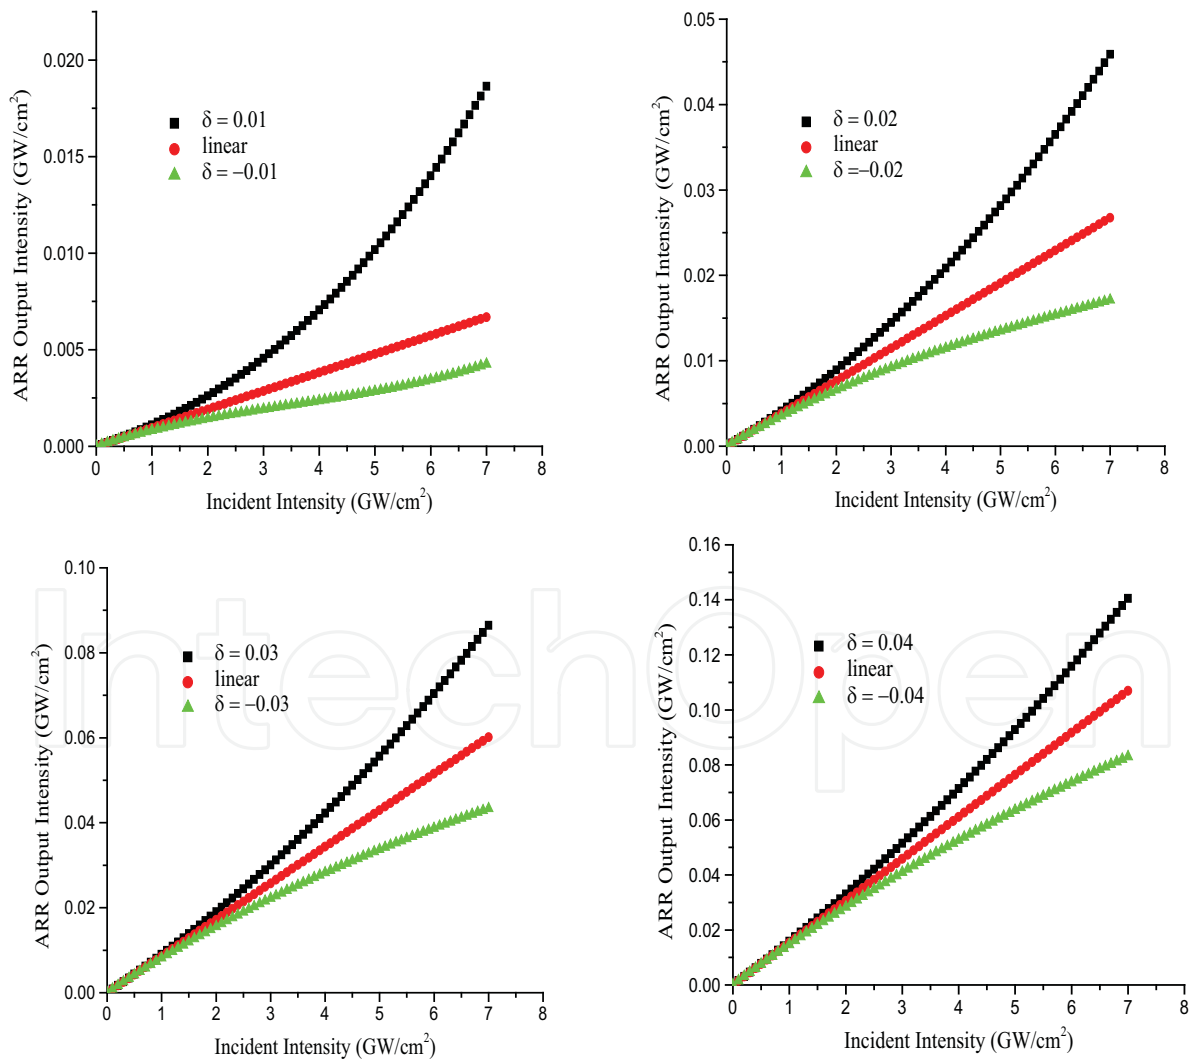 0.020
0.015
0.010
0.005
0.000
ARR Output Intensity (GW/cm²)
δ = 0.01
linear
δ = −0.01
0 1 2 3 4 5 6 7 8
Incident Intensity (GW/cm²)
0.05
0.04
0.03
0.02
0.01
0.00
ARR Output Intensity (GW/cm²)
δ = 0.02
linear
δ =−0.02
0 1 2 3 4 5 6 7 8
Incident Intensity (GW/cm²)
0.10
0.08
0.06
0.04
0.02
0.00
ARR Output Intensity (GW/cm²)
δ = 0.03
linear
δ = −0.03
0 1 2 3 4 5 6 7 8
Incident Intensity (GW/cm²)
0.16
0.14
0.12
0.10
0.08
0.06
0.04
0.02
0.00
ARR Output Intensity (GW/cm²)
δ = 0.04
linear
δ = −0.04
0 1 2 3 4 5 6 7 8
Incident Intensity (GW/cm²)
IntechOpen